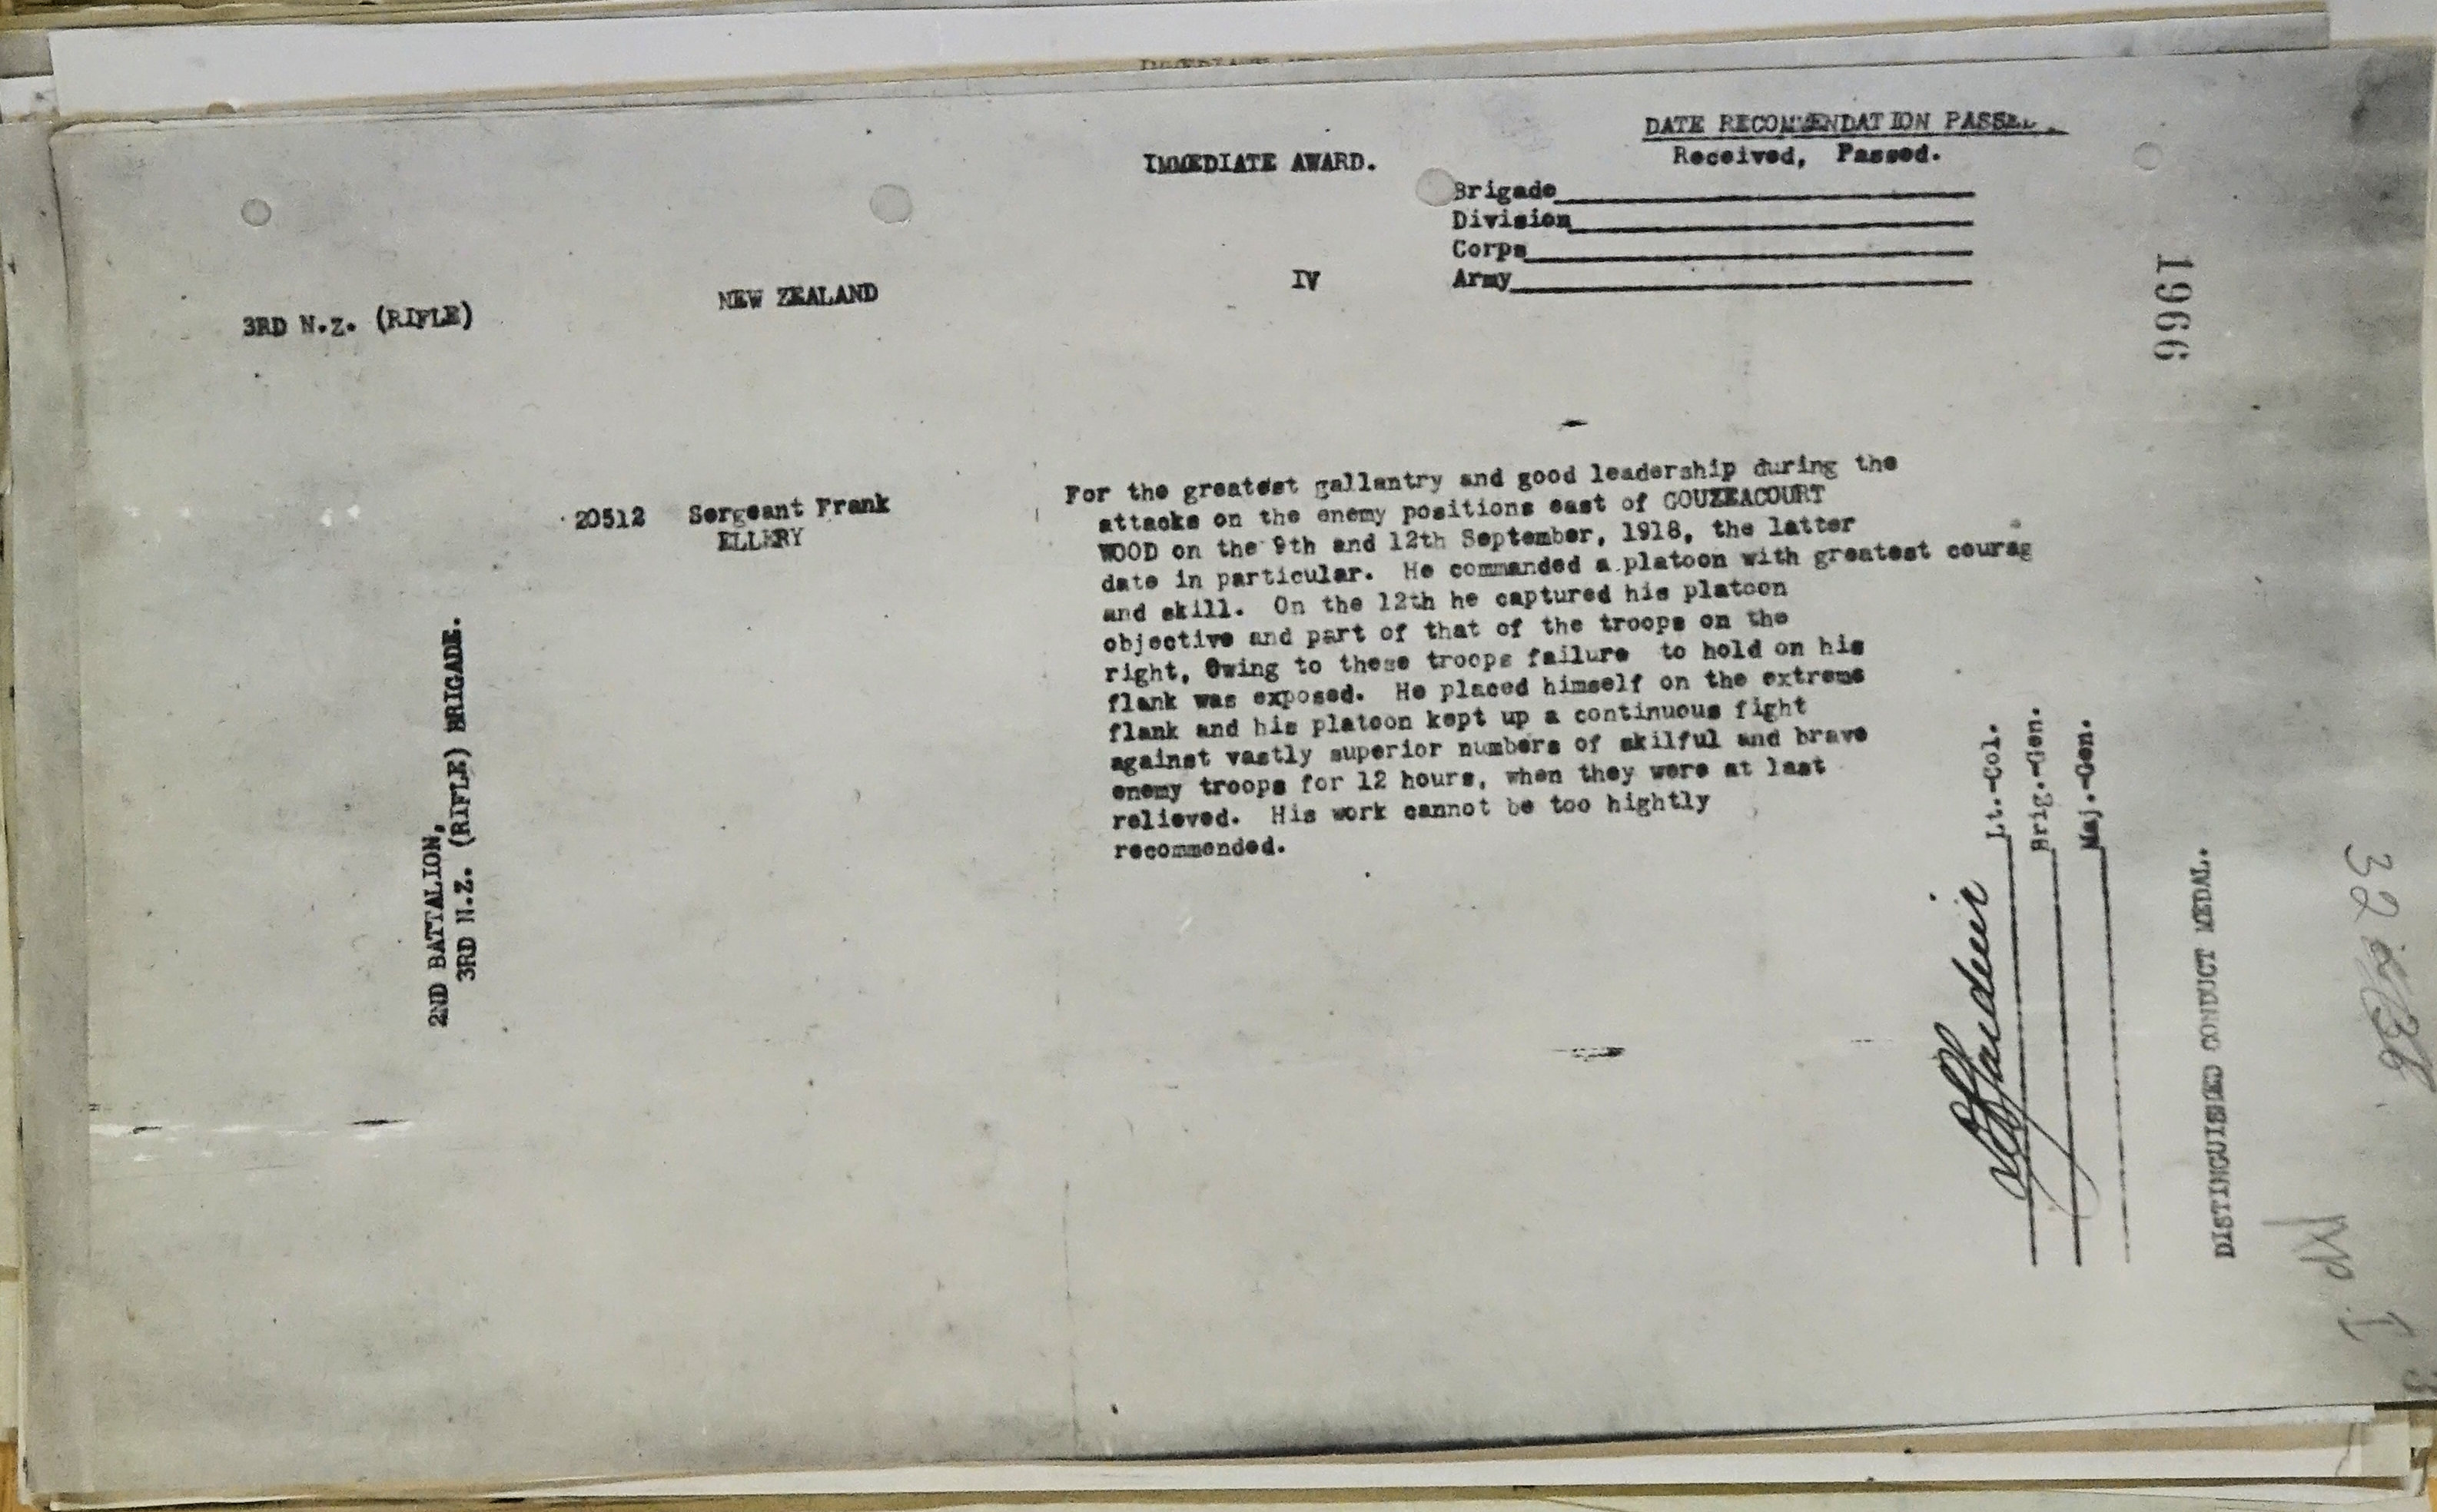 DATE RECOMMENDATION PASSED.
IMMEDIATE AWARD.
Received, Passed.
Brigade
Division
Corps
IV Army
3RD N.Z. (RIFLE)
NEW ZEALAND
1966
20512 Sergeant Frank
ELLERY
For the greatest gallantry and good leadership during the
attacks on the enemy positions east of GOUZEACOURT
WOOD on the 9th and 12th September, 1918, the latter
date in particular. He commanded a platoon with greatest courag
and skill. On the 12th he captured his platoon
objective and part of that of the troops on the
right, Owing to these troops failure to hold on his
flank was exposed. He placed himself on the extreme
flank and his platoon kept up a continuous fight
against vastly superior numbers of skilful and brave
enemy troops for 12 hours, when they were at last
relieved. His work cannot be too hightly
recommended.
2ND BATTALION,
3RD N.Z. (RIFLE) BRIGADE.
Lt.-Col.
Brig.-Gen.
Maj.-Gen.
DISTINGUISHED CONDUCT MEDAL.
32